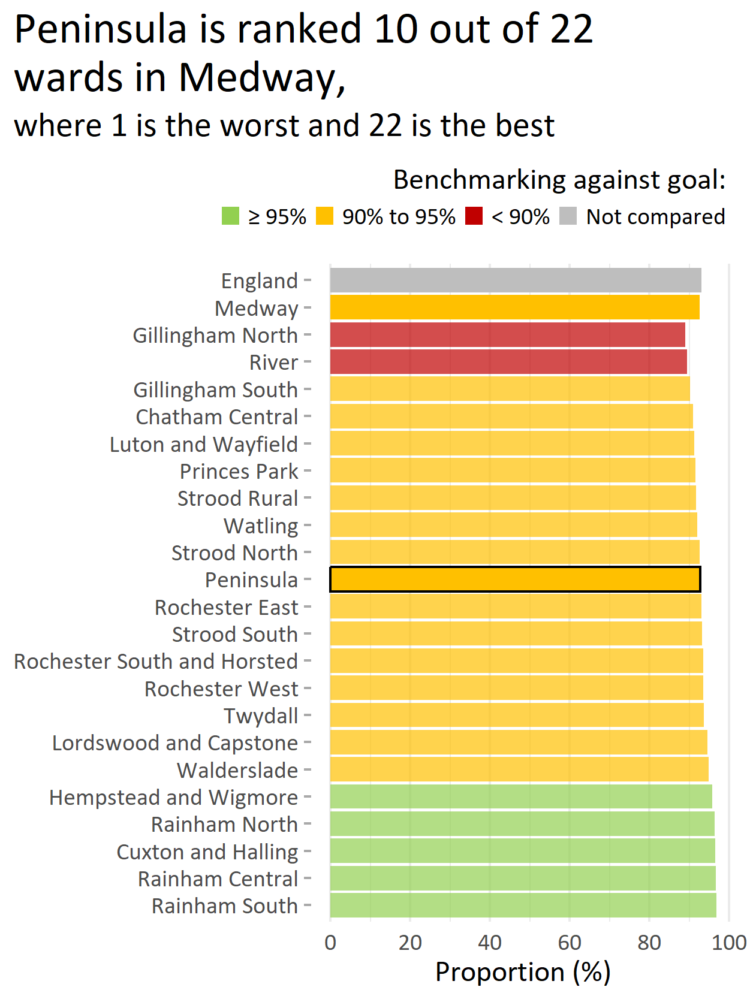 Peninsula is ranked 10 out of 22
wards in Medway,
where 1 is the worst and 22 is the best
Benchmarking against goal:
≥ 95% 90% to 95% < 90% Not compared
England
Medway
Gillingham North
River
Gillingham South
Chatham Central
Luton and Wayfield
Princes Park
Strood Rural
Watling
Strood North
Peninsula
Rochester East
Strood South
Rochester South and Horsted
Rochester West
Twydall
Lordswood and Capstone
Walderslade
Hempstead and Wigmore
Rainham North
Cuxton and Halling
Rainham Central
Rainham South
0 20 40 60 80 100
Proportion (%)